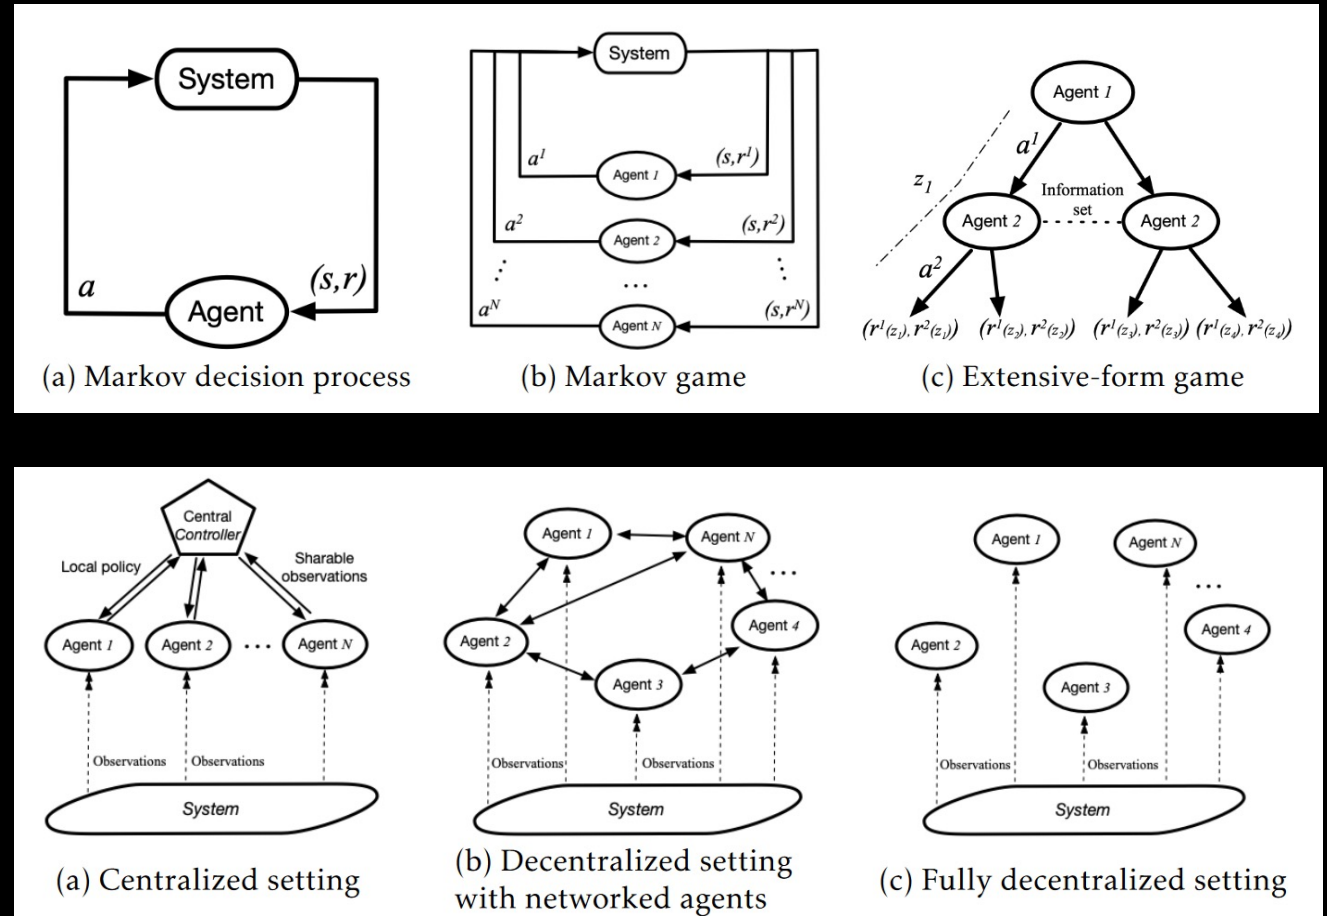 System
a
(s,r)
Agent
(a) Markov decision process
System
a¹
Agent 1
(s,r¹)
a²
Agent 2
(s,r²)
⋮
...
⋱
aᴺ
Agent N
(s,rᴺ)
(b) Markov game
Agent 1
a¹
z₁
Information
set
Agent 2
Agent 2
a²
(r¹(z₁), r²(z₁)) (r¹(z₂), r²(z₂)) (r¹(z₃), r²(z₃)) (r¹(z₄), r²(z₄))
(c) Extensive-form game
Central
Controller
Local policy
Sharable
observations
Agent 1
Agent 2
...
Agent N
Observations
Observations
System
(a) Centralized setting
Agent 1
Agent N
...
Agent 2
Agent 4
Agent 3
Observations
Observations
System
(b) Decentralized setting
with networked agents
Agent 1
Agent N
...
Agent 2
Agent 4
Agent 3
Observations
Observations
System
(c) Fully decentralized setting